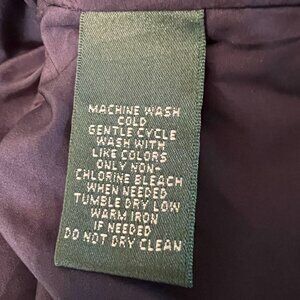 MACHINE WASH
COLD
GENTLE CYCLE
WASH WITH
LIKE COLORS
ONLY NON-
CHLORINE BLEACH
WHEN NEEDED
TUMBLE DRY LOW
WARM IRON
IF NEEDED
DO NOT DRY CLEAN